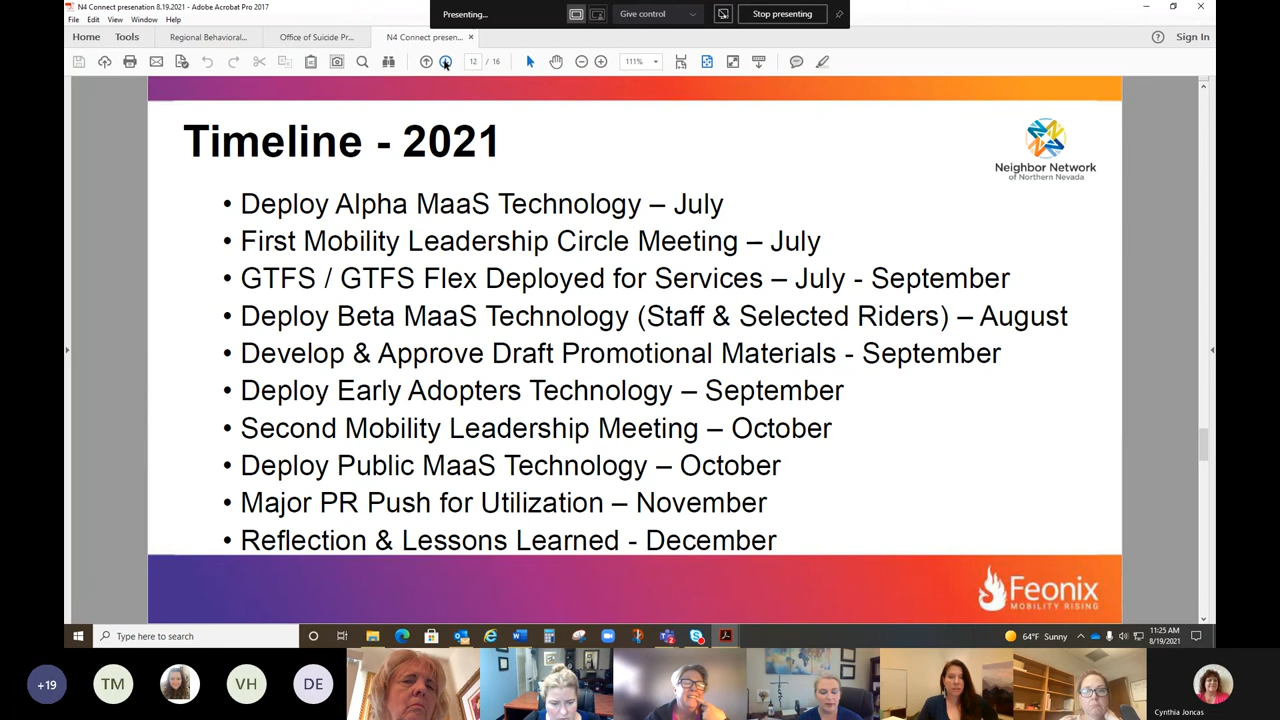 N4 Connect presenation 8.19.2021 - Adobe Acrobat Pro 2017
Presenting...
Give control
Stop presenting
File Edit View Window Help
Home Tools Regional Behavioral... Office of Suicide Pr... N4 Connect presen... × Sign In
12 / 16 111%
Timeline - 2021
Neighbor Network
of Northern Nevada
• Deploy Alpha MaaS Technology – July
• First Mobility Leadership Circle Meeting – July
• GTFS / GTFS Flex Deployed for Services – July - September
• Deploy Beta MaaS Technology (Staff & Selected Riders) – August
• Develop & Approve Draft Promotional Materials - September
• Deploy Early Adopters Technology – September
• Second Mobility Leadership Meeting – October
• Deploy Public MaaS Technology – October
• Major PR Push for Utilization – November
• Reflection & Lessons Learned - December
Feonix
MOBILITY RISING
Type here to search
64°F Sunny
11:25 AM
8/19/2021
+19 TM VH DE
Cynthia Joncas